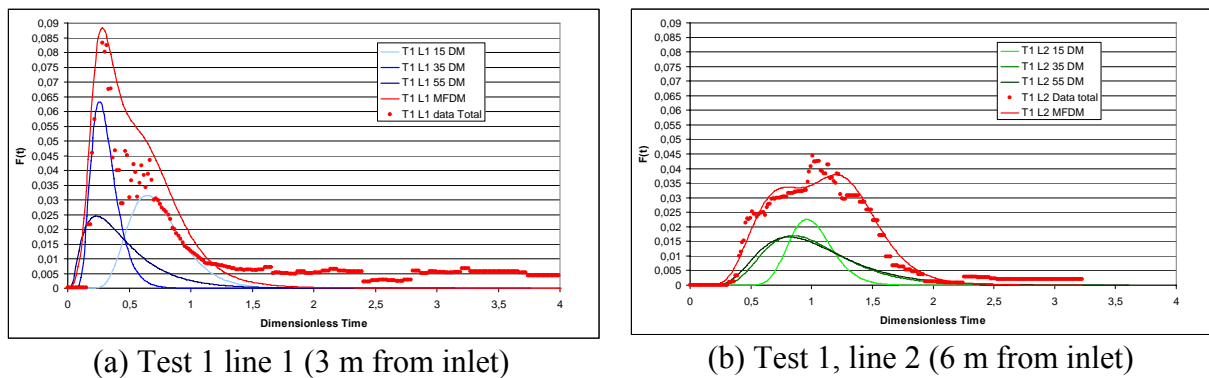 0,09
0,085
0,08
0,075
0,07
0,065
0,06
0,055
0,05
0,045
0,04
0,035
0,03
0,025
0,02
0,015
0,01
0,005
0
F(t)
T1 L1 15 DM
T1 L1 35 DM
T1 L1 55 DM
T1 L1 MFDM
T1 L1 data Total
0 0,5 1 1,5 2 2,5 3 3,5 4
Dimensionless Time
(a) Test 1 line 1 (3 m from inlet)
0,09
0,085
0,08
0,075
0,07
0,065
0,06
0,055
0,05
0,045
0,04
0,035
0,03
0,025
0,02
0,015
0,01
0,005
0
F(t)
T1 L2 15 DM
T1 L2 35 DM
T1 L2 55 DM
T1 L2 Data total
T1 L2 MFDM
0 0,5 1 1,5 2 2,5 3 3,5 4
Dimensionless Time
(b) Test 1, line 2 (6 m from inlet)